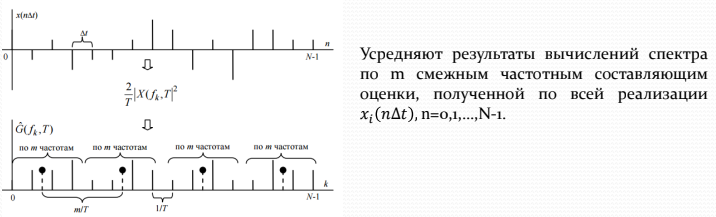 x(nΔt)
Δt
n
0
N-1
2/T |X(f_k,T|²
Ĝ(f_k,T)
по m частотам по m частотам по m частотам по m частотам
0
k
N-1
m/T
1/T
Усредняют результаты вычислений спектра
по m смежным частотным составляющим
оценки, полученной по всей реализации
x_i(nΔt), n=0,1,...,N-1.